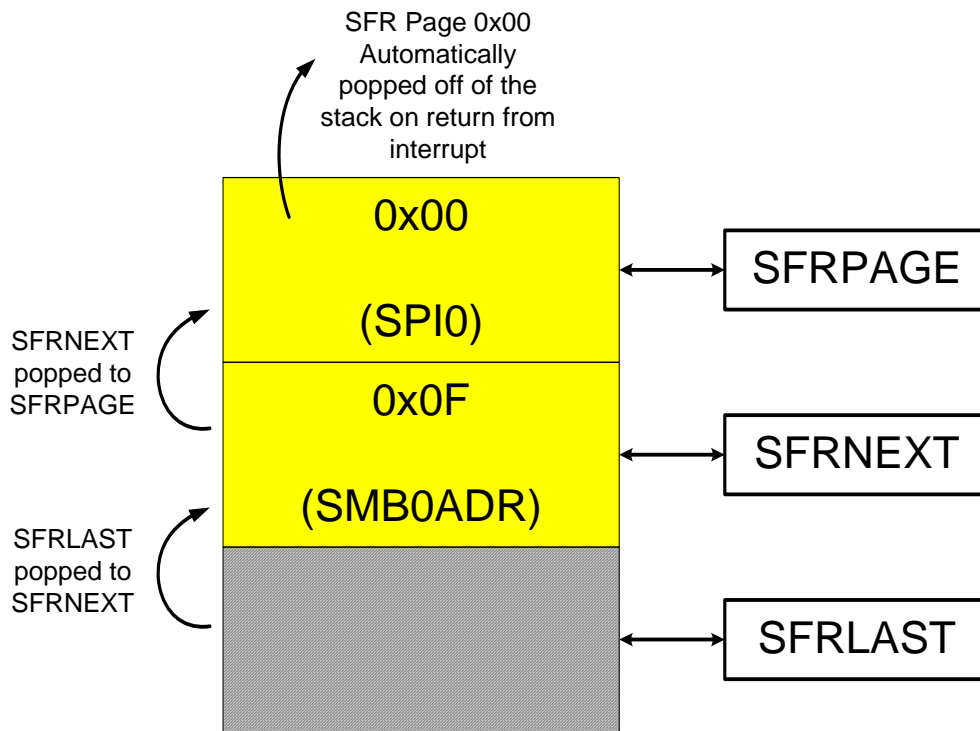 SFR Page 0x00
Automatically
popped off of the
stack on return from
interrupt
0x00
(SPI0)
SFRPAGE
SFRNEXT
popped to
SFRPAGE
0x0F
(SMB0ADR)
SFRNEXT
SFRLAST
popped to
SFRNEXT
SFRLAST